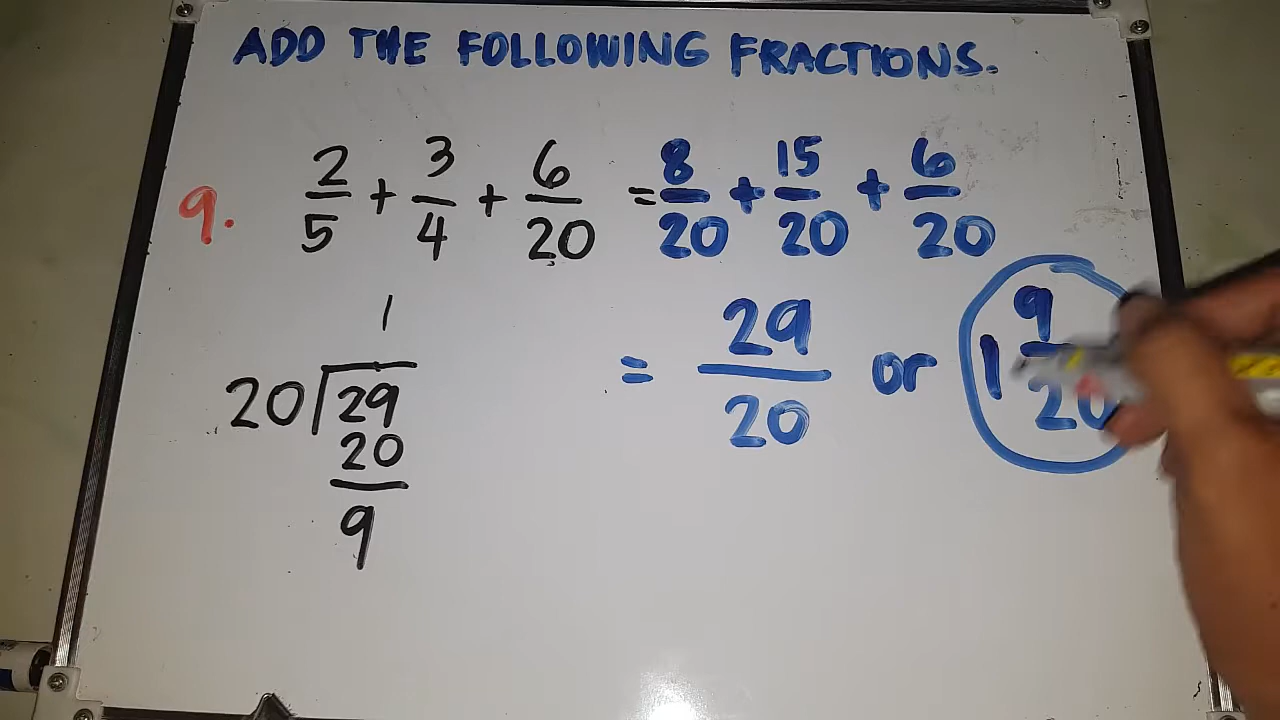 ADD THE FOLLOWING FRACTIONS.
9. 2/5 + 3/4 + 6/20 = 8/20 + 15/20 + 6/20
= 29/20 or 1 9/20
1
20)29
20
9